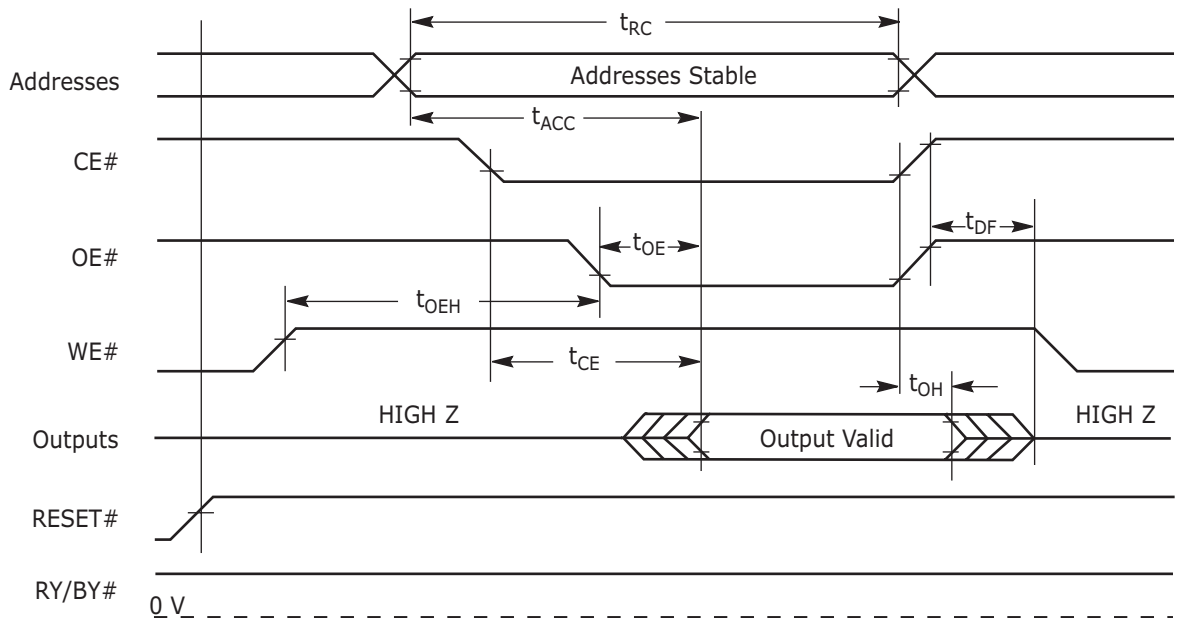 tRC
Addresses
Addresses Stable
tACC
CE#
tDF
OE#
tOE
tOEH
WE#
tCE
tOH
HIGH Z
HIGH Z
Outputs
Output Valid
RESET#
RY/BY#
0 V